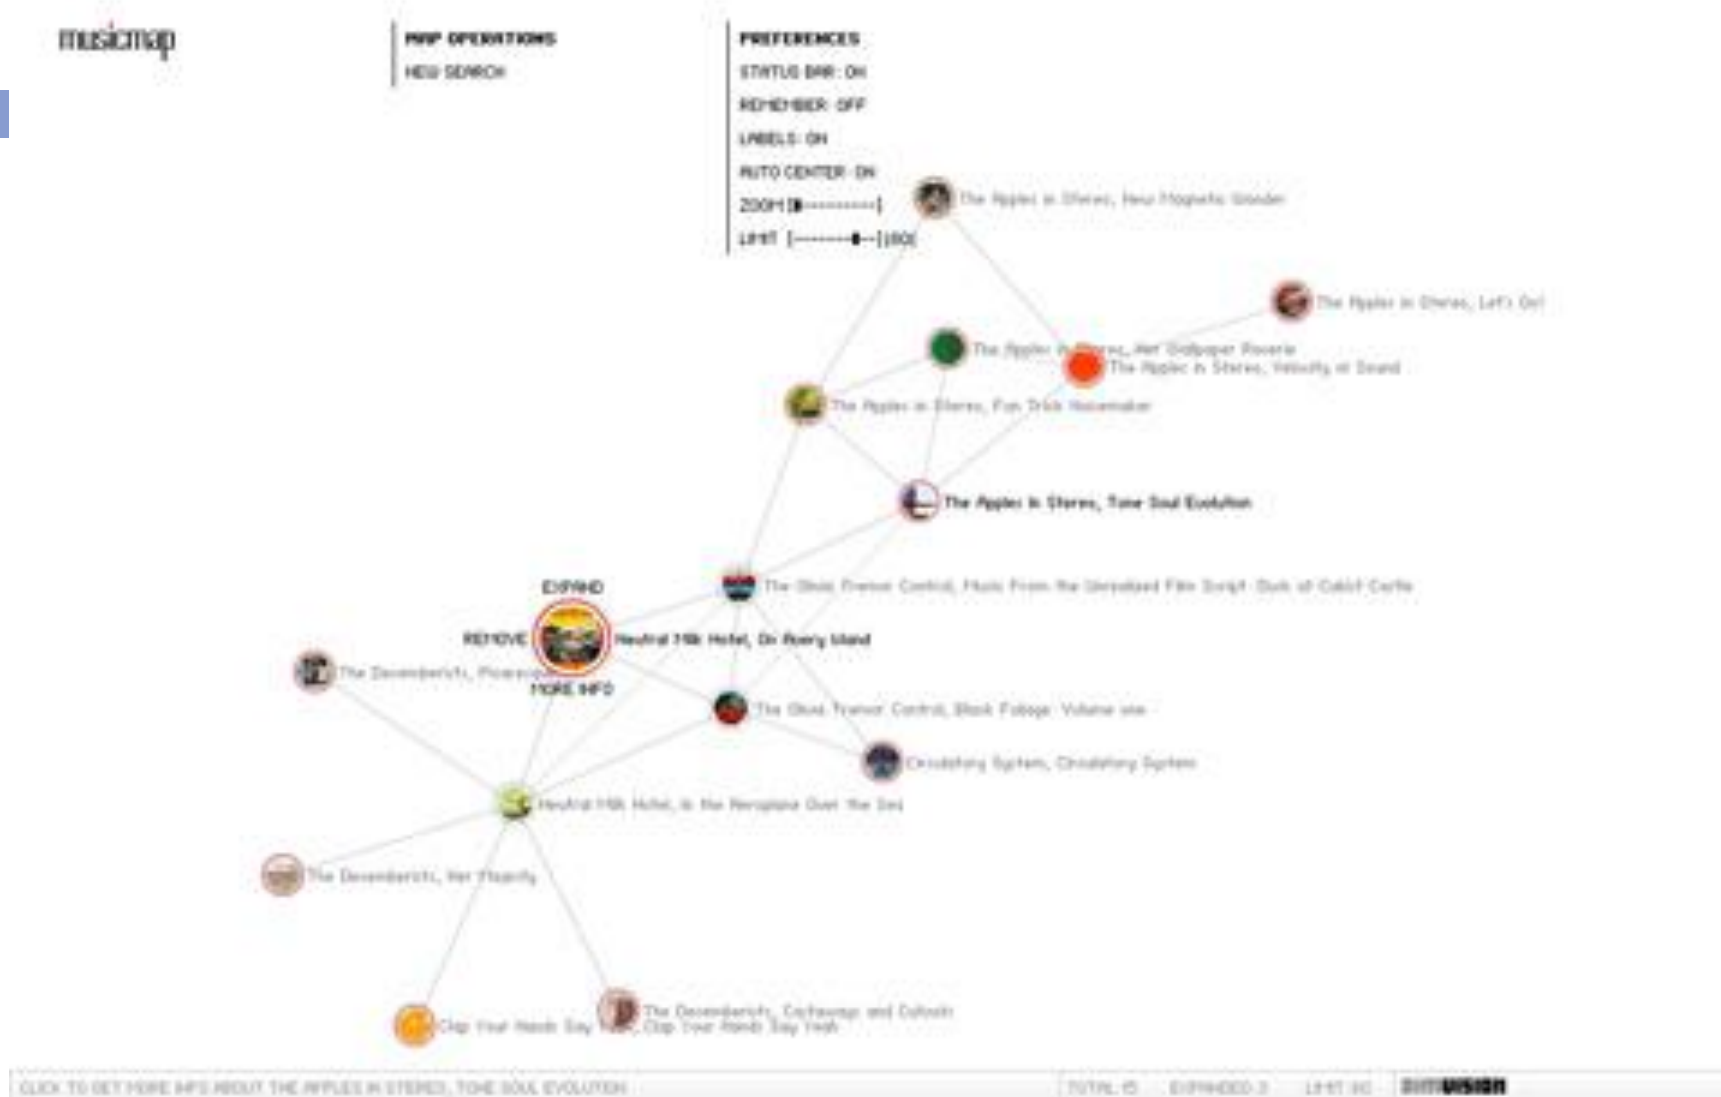 musicmap
MAP OPERATIONS
NEW SEARCH
PREFERENCES
STATUS BAR: ON
REMEMBER: OFF
LABELS: ON
AUTO CENTER: ON
ZOOM
LIMIT
The Apples in Stereo, New Magnetic Wonder
The Apples in Stereo, Let's Go!
The Apples in Stereo, Her Wallpaper Reverie
The Apples in Stereo, Velocity of Sound
The Apples in Stereo, Fun Trick Noisemaker
The Apples in Stereo, Tone Soul Evolution
The Olivia Tremor Control, Music From the Unrealized Film Script: Dusk at Cubist Castle
EXPAND
REMOVE
Neutral Milk Hotel, On Avery Island
The Decemberists,
MORE INFO
The Olivia Tremor Control, Black Foliage: Volume one
Circulatory System, Circulatory System
Neutral Milk Hotel, In the Aeroplane Over the Sea
The Decemberists, Her Majesty
The Decemberists, Castaways and Cutouts
Clap Your Hands Say Clap Your Hands Say Yeah
CLICK TO GET MORE INFO ABOUT THE APPLES IN STEREO, TONE SOUL EVOLUTION
TOTAL: 15
EXPANDED: 3